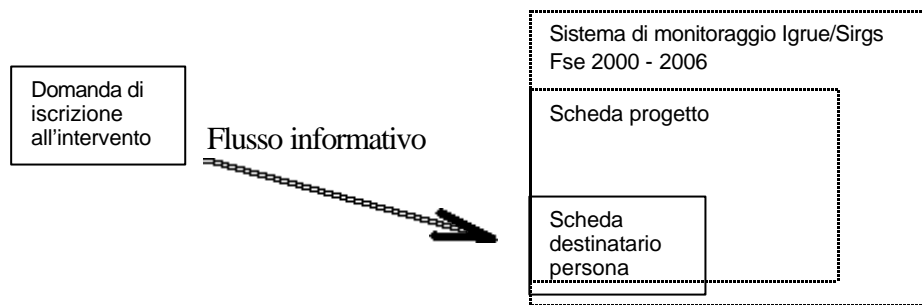 Domanda di
iscrizione
all'intervento
Flusso informativo
Sistema di monitoraggio Igrue/Sirgs
Fse 2000 - 2006
Scheda progetto
Scheda
destinatario
persona